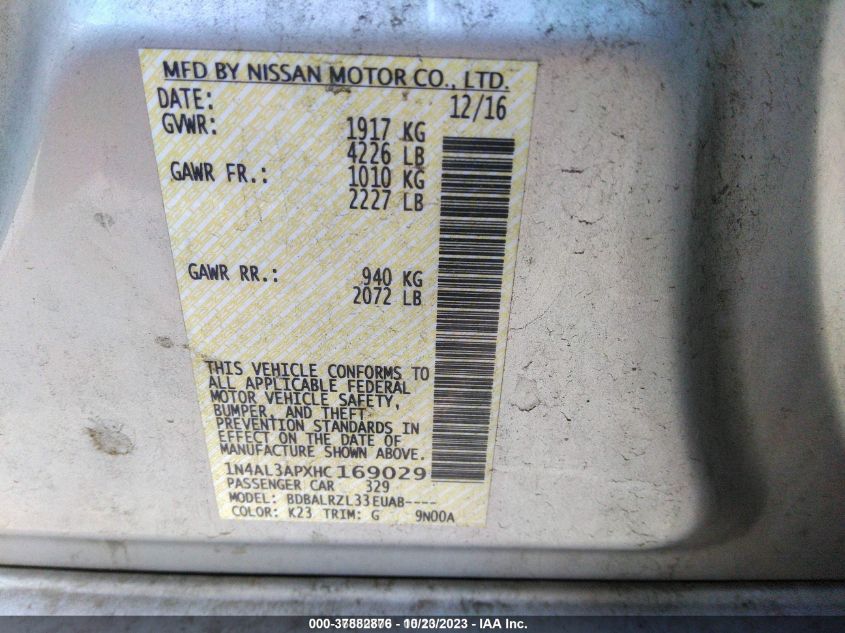 MFD BY NISSAN MOTOR CO., LTD.
DATE: 12/16
GVWR: 1917 KG
4226 LB
GAWR FR.: 1010 KG
2227 LB
GAWR RR.: 940 KG
2072 LB
THIS VEHICLE CONFORMS TO
ALL APPLICABLE FEDERAL
MOTOR VEHICLE SAFETY,
BUMPER, AND THEFT
PREVENTION STANDARDS IN
EFFECT ON THE DATE OF
MANUFACTURE SHOWN ABOVE.
1N4AL3APXHC 169029
PASSENGER CAR 329
MODEL: BDBALRZL33EUAB----
COLOR: K23 TRIM: G 9N00A
000-37882876 - 10/23/2023 - IAA Inc.